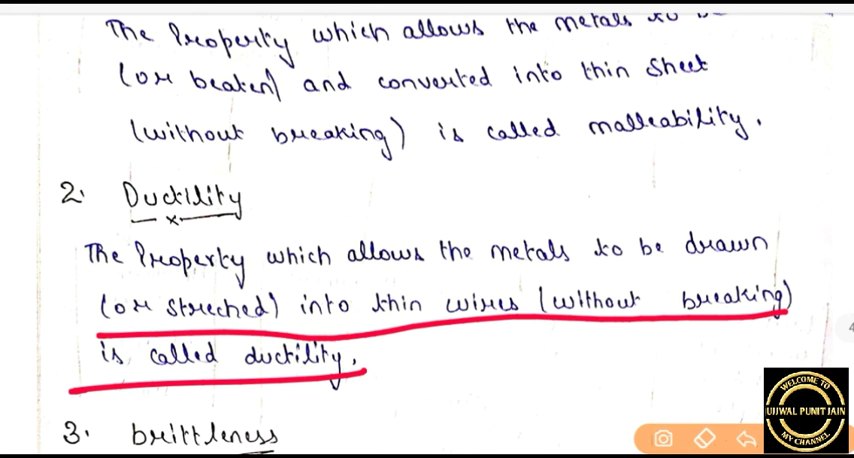 The Property which allows the metals to
(or beaten) and converted into thin sheet
(without breaking) is called malleability.
2. Ductility
The Property which allows the metals to be drawn
(or streched) into thin wires (without breaking)
is called ductility.
3. brittleness
4
WELCOME TO
UJJWAL PUNIT JAIN
MY CHANNEL